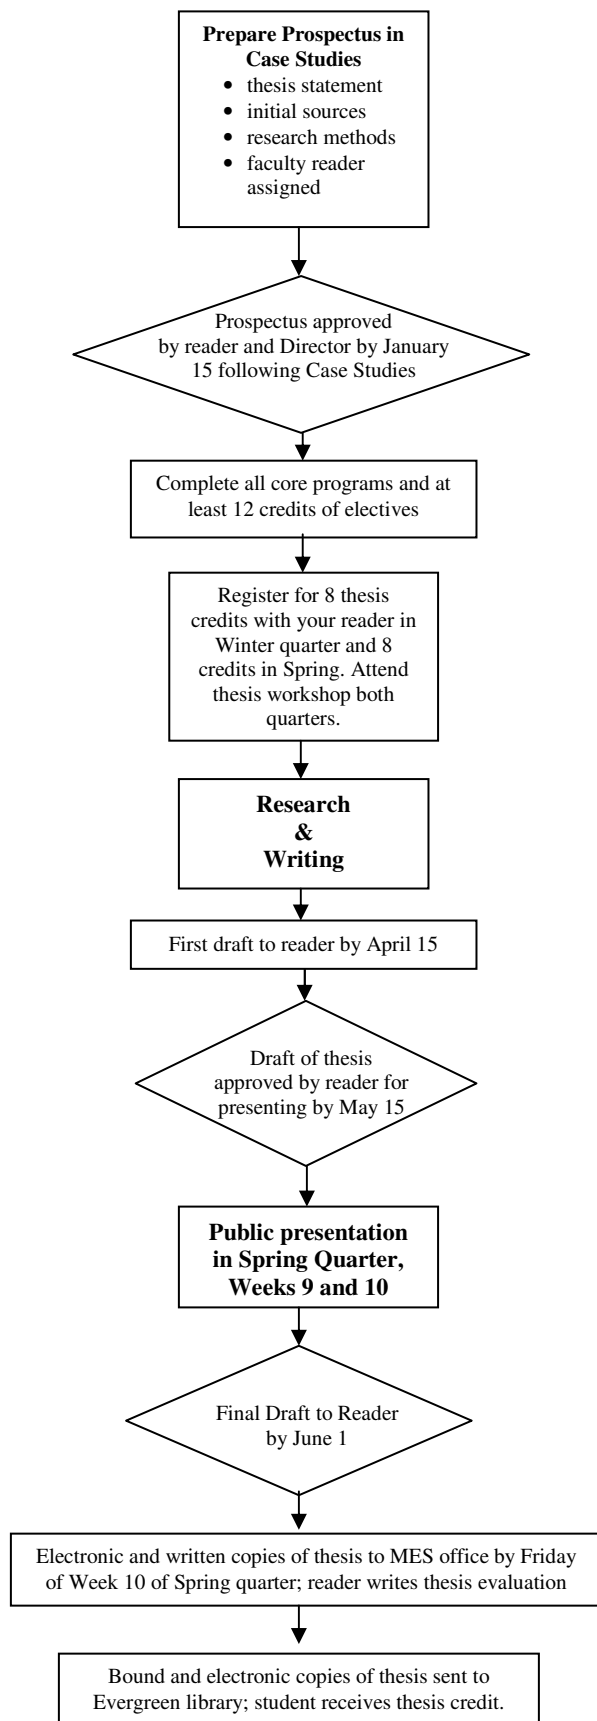 Prepare Prospectus in
Case Studies
• thesis statement
• initial sources
• research methods
• faculty reader
assigned
Prospectus approved
by reader and Director by January
15 following Case Studies
Complete all core programs and at
least 12 credits of electives
Register for 8 thesis
credits with your reader in
Winter quarter and 8
credits in Spring. Attend
thesis workshop both
quarters.
Research
&
Writing
First draft to reader by April 15
Draft of thesis
approved by reader for
presenting by May 15
Public presentation
in Spring Quarter,
Weeks 9 and 10
Final Draft to Reader
by June 1
Electronic and written copies of thesis to MES office by Friday
of Week 10 of Spring quarter; reader writes thesis evaluation
Bound and electronic copies of thesis sent to
Evergreen library; student receives thesis credit.